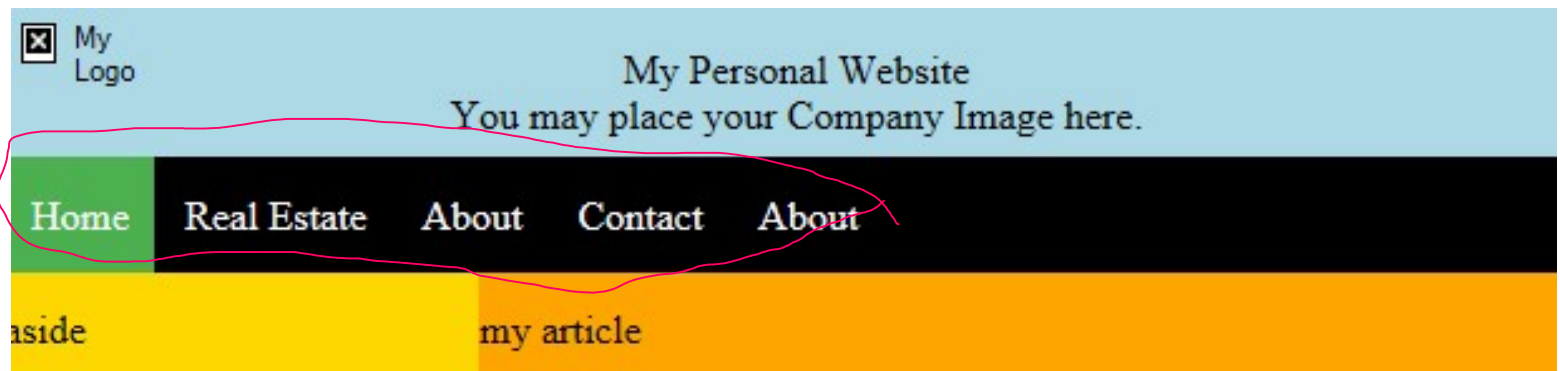 My
Logo
My Personal Website
You may place your Company Image here.
Home Real Estate About Contact About
aside my article